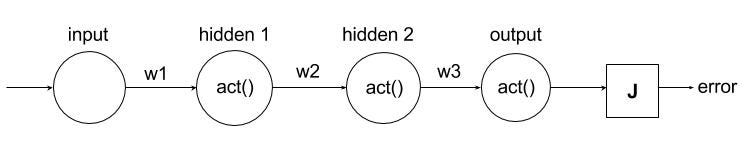 input
hidden 1
hidden 2
output
w1
w2
w3
act()
act()
act()
J
error